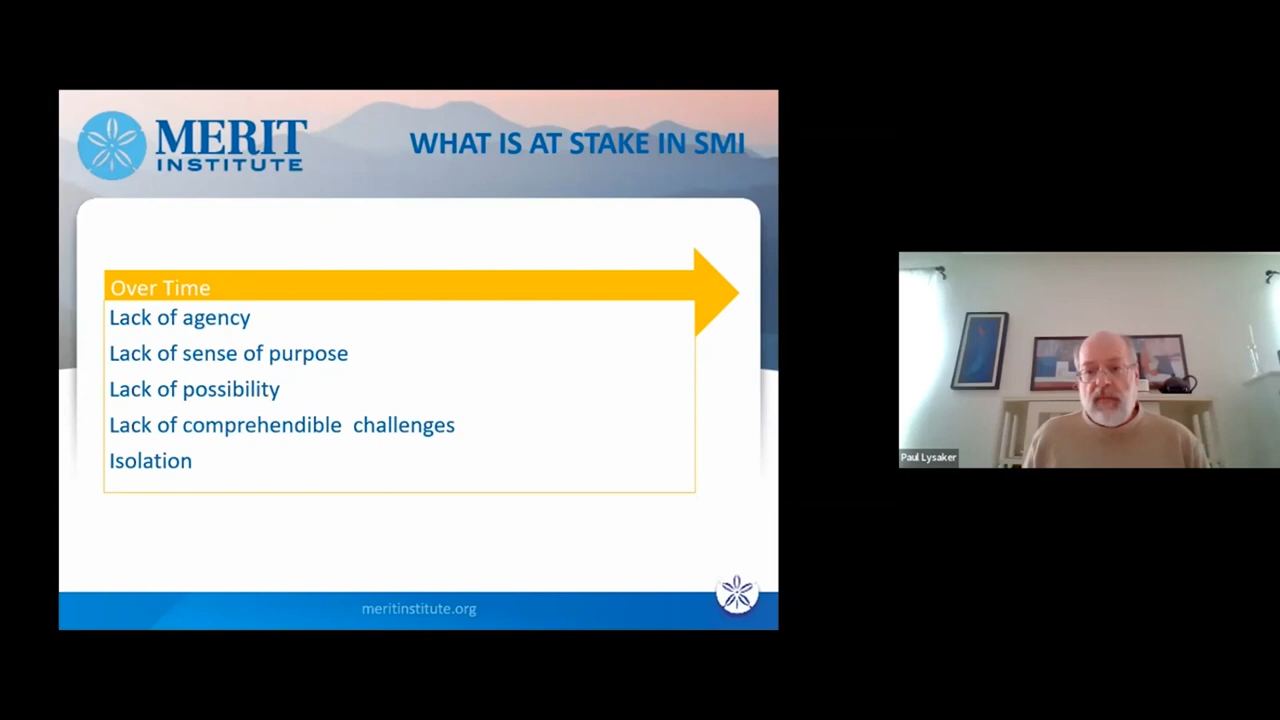 MERIT
INSTITUTE
WHAT IS AT STAKE IN SMI
Over Time
Lack of agency
Lack of sense of purpose
Lack of possibility
Lack of comprehendible  challenges
Isolation
meritinstitute.org
Paul Lysaker